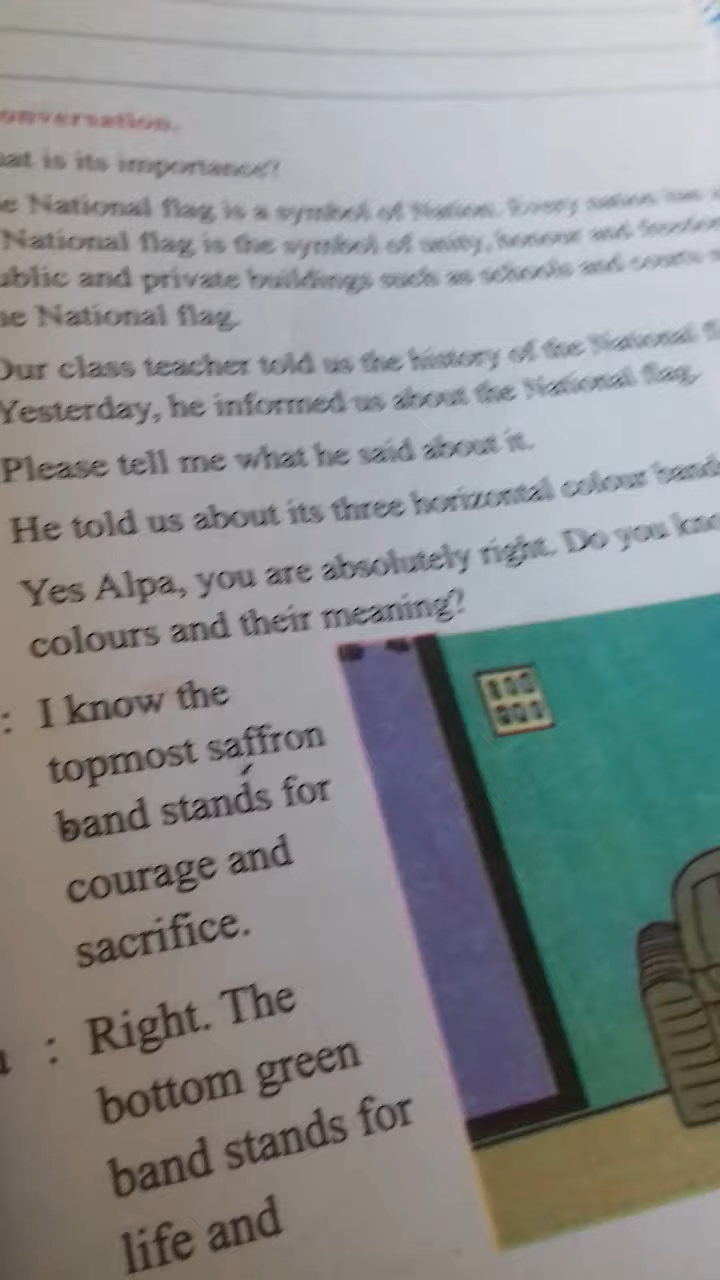 onversation.
at is its importance?
e National flag is a symbol of Nation. Every nation has
National flag is the symbol of unity, honour and freedom
ublic and private buildings such as schools and courts
e National flag.
Our class teacher told us the history of the National fl
Yesterday, he informed us about the National flag.
Please tell me what he said about it.
He told us about its three horizontal colour band
Yes Alpa, you are absolutely right. Do you kno
colours and their meaning?
: I know the
topmost saffron
band stands for
courage and
sacrifice.
: Right. The
bottom green
band stands for
life and